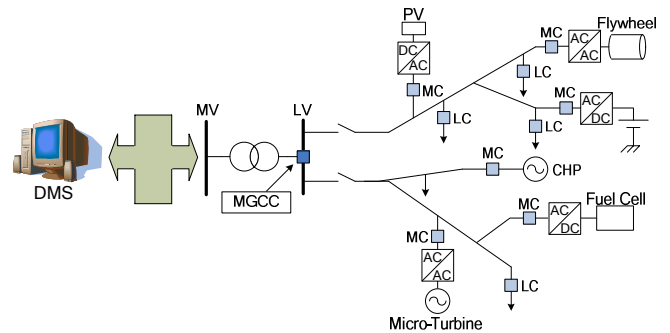 PV
DC
AC
MC
AC
AC
Flywheel
MC
LC
LC
MC
AC
DC
LC
DMS
MV
LV
MGCC
MC
CHP
MC
AC
DC
Fuel Cell
MC
AC
AC
LC
Micro-Turbine